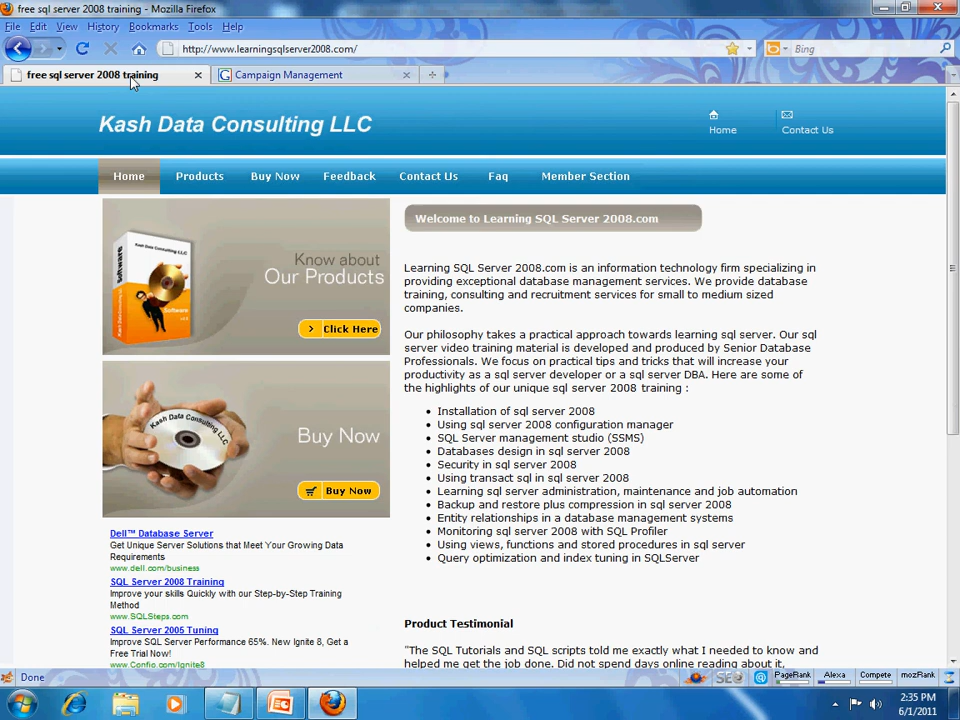 free sql server 2008 training - Mozilla Firefox
File Edit View History Bookmarks Tools Help
http://www.learningsqlserver2008.com/
Bing
free sql server 2008 training
Campaign Management
Kash Data Consulting LLC
Home
Contact Us
Home Products Buy Now Feedback Contact Us Faq Member Section
Kash Data Consulting LLC
Software
Know about
Our Products
Click Here
Kash Data Consulting LLC
Buy Now
Buy Now
Dell™ Database Server
Get Unique Server Solutions that Meet Your Growing Data
Requirements
www.dell.com/business
SQL Server 2008 Training
Improve your skills Quickly with our Step-by-Step Training
Method
www.SQLSteps.com
SQL Server 2005 Tuning
Improve SQL Server Performance 65%. New Ignite 8, Get a
Free Trial Now!
www.Confio.com/Ignite8
Welcome to Learning SQL Server 2008.com
Learning SQL Server 2008.com is an information technology firm specializing in
providing exceptional database management services. We provide database
training, consulting and recruitment services for small to medium sized
companies.
Our philosophy takes a practical approach towards learning sql server. Our sql
server video training material is developed and produced by Senior Database
Professionals. We focus on practical tips and tricks that will increase your
productivity as a sql server developer or a sql server DBA. Here are some of
the highlights of our unique sql server 2008 training :
• Installation of sql server 2008
• Using sql server 2008 configuration manager
• SQL Server management studio (SSMS)
• Databases design in sql server 2008
• Security in sql server 2008
• Using transact sql in sql server 2008
• Learning sql server administration, maintenance and job automation
• Backup and restore plus compression in sql server 2008
• Entity relationships in a database management systems
• Monitoring sql server 2008 with SQL Profiler
• Using views, functions and stored procedures in sql server
• Query optimization and index tuning in SQLServer
Product Testimonial
"The SQL Tutorials and SQL scripts told me exactly what I needed to know and
helped me get the job done. Did not spend days online reading about it,
Done
PageRank Alexa Compete mozRank
2:35 PM
6/1/2011